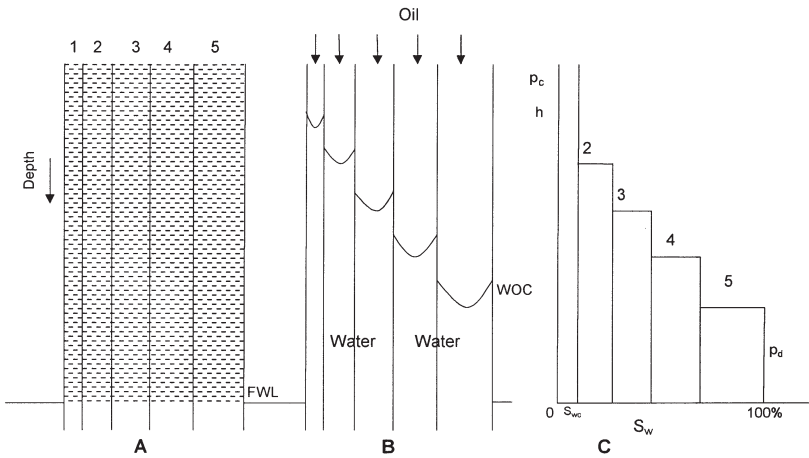 Oil
1 2 3 4 5
Depth
FWL
A
WOC
Water Water
B
pc
h
2
3
4
5
pd
0 Swc 100%
Sw
C